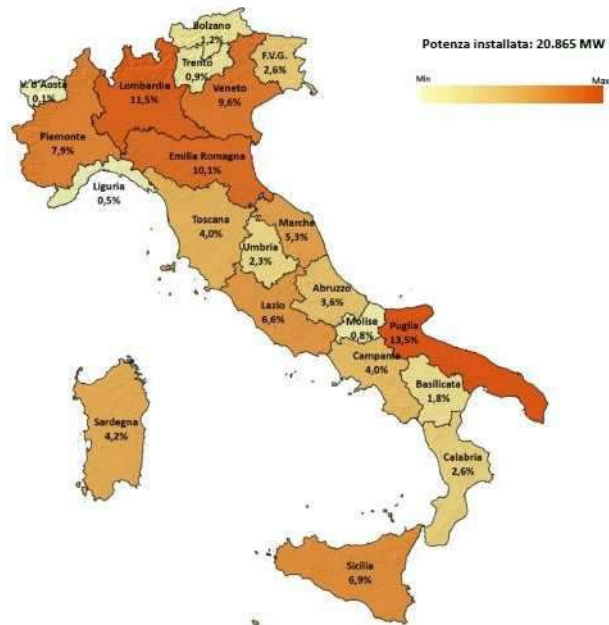 Bolzano
1,2%
Potenza installata: 20.865 MW
F.V.G.
2,6%
Trento
0,9%
Min
Max
V. d'Aosta
0,1%
Lombardia
11,5%
Veneto
9,6%
Piemonte
7,9%
Emilia Romagna
10,1%
Liguria
0,5%
Toscana
4,0%
Marche
5,3%
Umbria
2,3%
Abruzzo
3,6%
Lazio
6,6%
Molise
0,8%
Puglia
13,5%
Campania
4,0%
Basilicata
1,8%
Sardegna
4,2%
Calabria
2,6%
Sicilia
6,9%